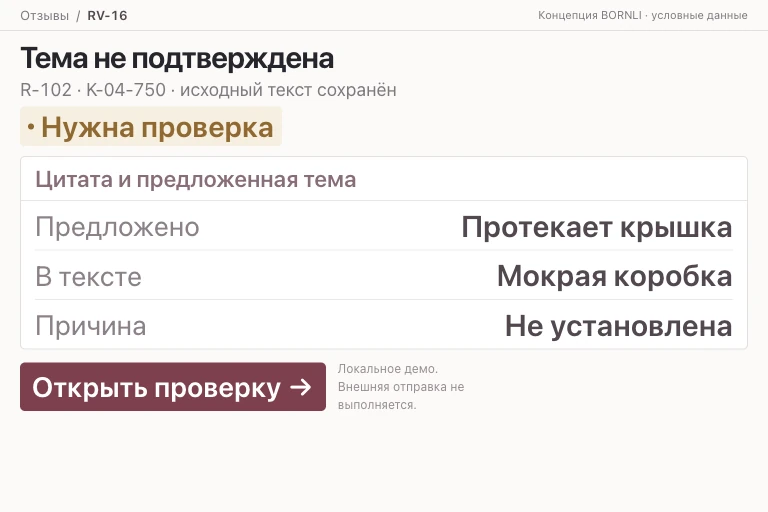 Отзывы / RV-16
Концепция BORNLI · условные данные
Тема не подтверждена
R-102 · K-04-750 · исходный текст сохранён
• Нужна проверка
Цитата и предложенная тема
Предложено Протекает крышка
В тексте Мокрая коробка
Причина Не установлена
Открыть проверку →
Локальное демо.
Внешняя отправка не
выполняется.